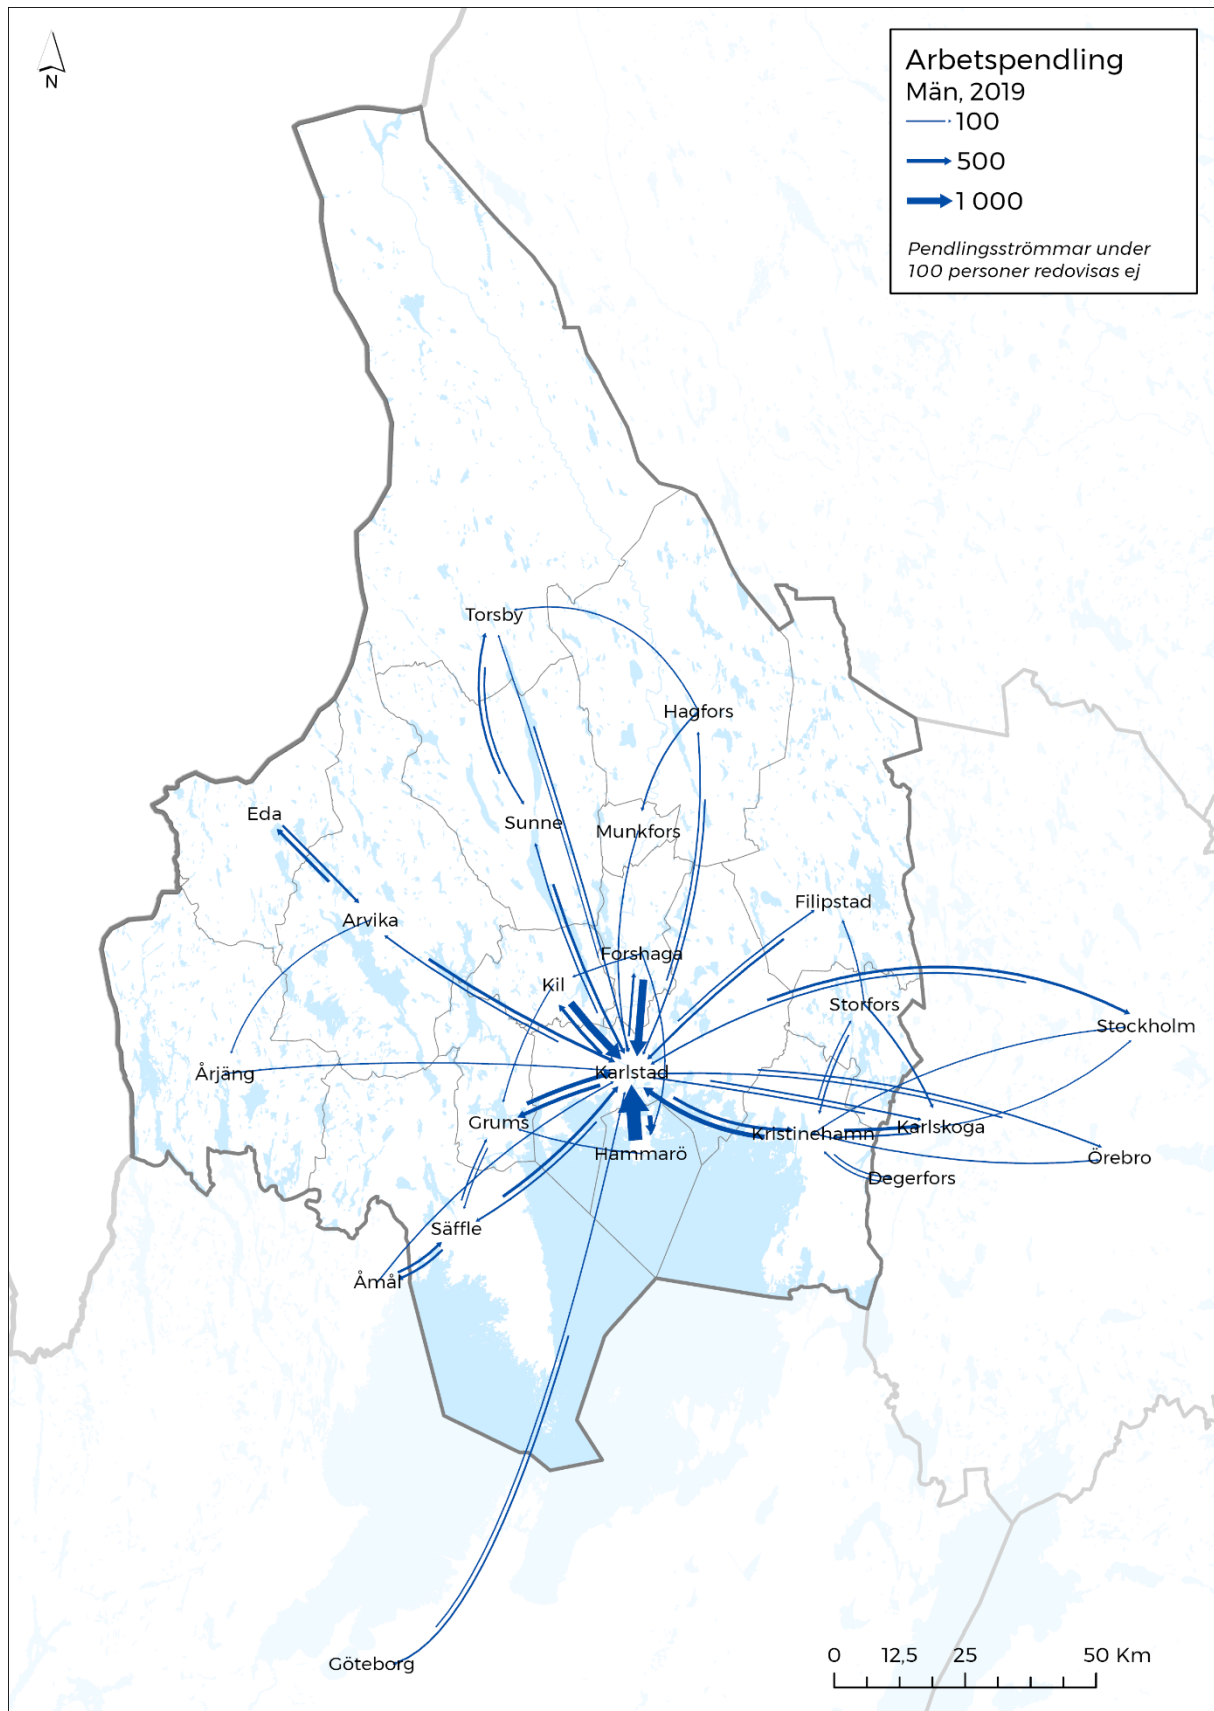 N
Arbetspendling
Män, 2019
100
500
1 000
Pendlingsströmmar under
100 personer redovisas ej
Torsby
Hagfors
Eda
Sunne
Munkfors
Filipstad
Arvika
Forshaga
Kil
Storfors
Stockholm
Årjäng
Karlstad
Grums
Kristinehamn
Karlskoga
Hammarö
Örebro
Degerfors
Säffle
Åmål
Göteborg
0 12,5 25 50 Km